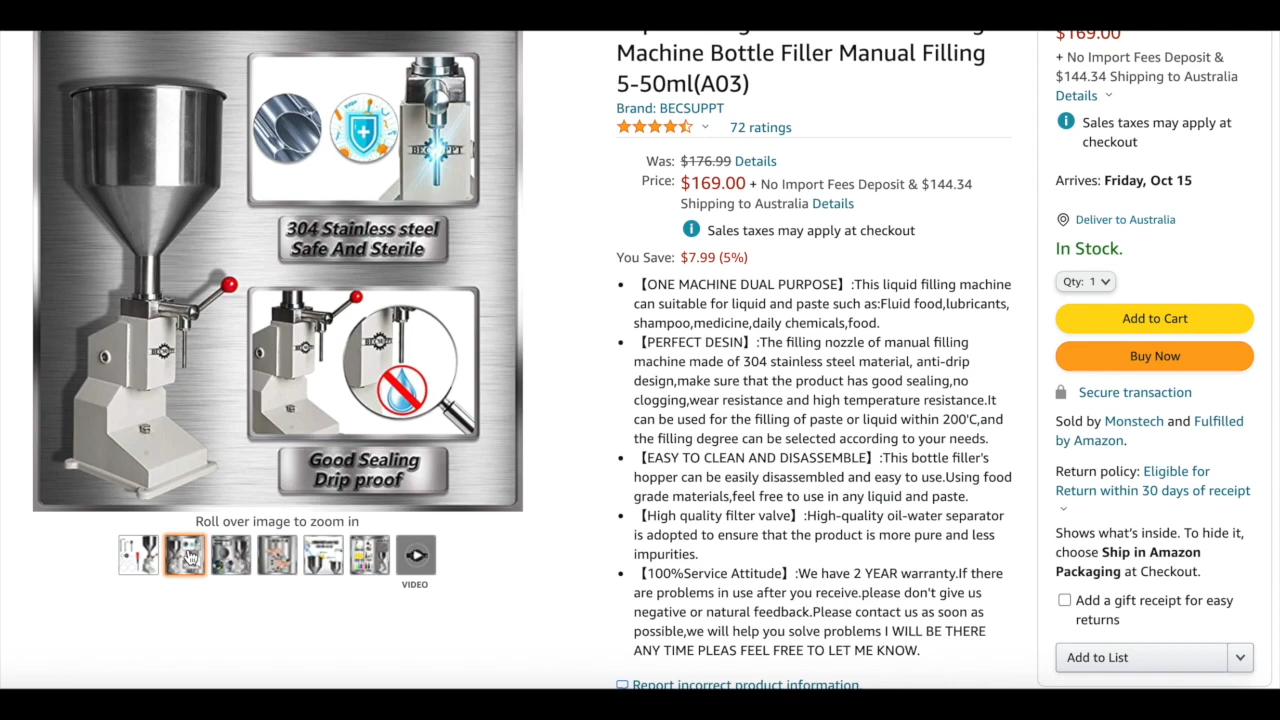 Machine Bottle Filler Manual Filling
5-50ml(A03)
Brand: BECSUPPT
72 ratings
Was: $176.99 Details
Price: $169.00 + No Import Fees Deposit & $144.34
Shipping to Australia Details
Sales taxes may apply at checkout
You Save: $7.99 (5%)
【ONE MACHINE DUAL PURPOSE】:This liquid filling machine
can suitable for liquid and paste such as:Fluid food,lubricants,
shampoo,medicine,daily chemicals,food.
【PERFECT DESIN】:The filling nozzle of manual filling
machine made of 304 stainless steel material, anti-drip
design,make sure that the product has good sealing,no
clogging,wear resistance and high temperature resistance.It
can be used for the filling of paste or liquid within 200'C,and
the filling degree can be selected according to your needs.
【EASY TO CLEAN AND DISASSEMBLE】:This bottle filler's
hopper can be easily disassembled and easy to use.Using food
grade materials,feel free to use in any liquid and paste.
【High quality filter valve】:High-quality oil-water separator
is adopted to ensure that the product is more pure and less
impurities.
【100%Service Attitude】:We have 2 YEAR warranty.If there
are problems in use after you receive.please don't give us
negative or natural feedback.Please contact us as soon as
possible,we will help you solve problems I WILL BE THERE
ANY TIME PLEAS FEEL FREE TO LET ME KNOW.
Report incorrect product information.
BECSUPPT
304 Stainless steel
Safe And Sterile
Good Sealing
Drip proof
Roll over image to zoom in
VIDEO
$169.00
+ No Import Fees Deposit &
$144.34 Shipping to Australia
Details
Sales taxes may apply at
checkout
Arrives: Friday, Oct 15
Deliver to Australia
In Stock.
Qty: 1
Add to Cart
Buy Now
Secure transaction
Sold by Monstech and Fulfilled
by Amazon.
Return policy: Eligible for
Return within 30 days of receipt
Shows what's inside. To hide it,
choose Ship in Amazon
Packaging at Checkout.
Add a gift receipt for easy
returns
Add to List